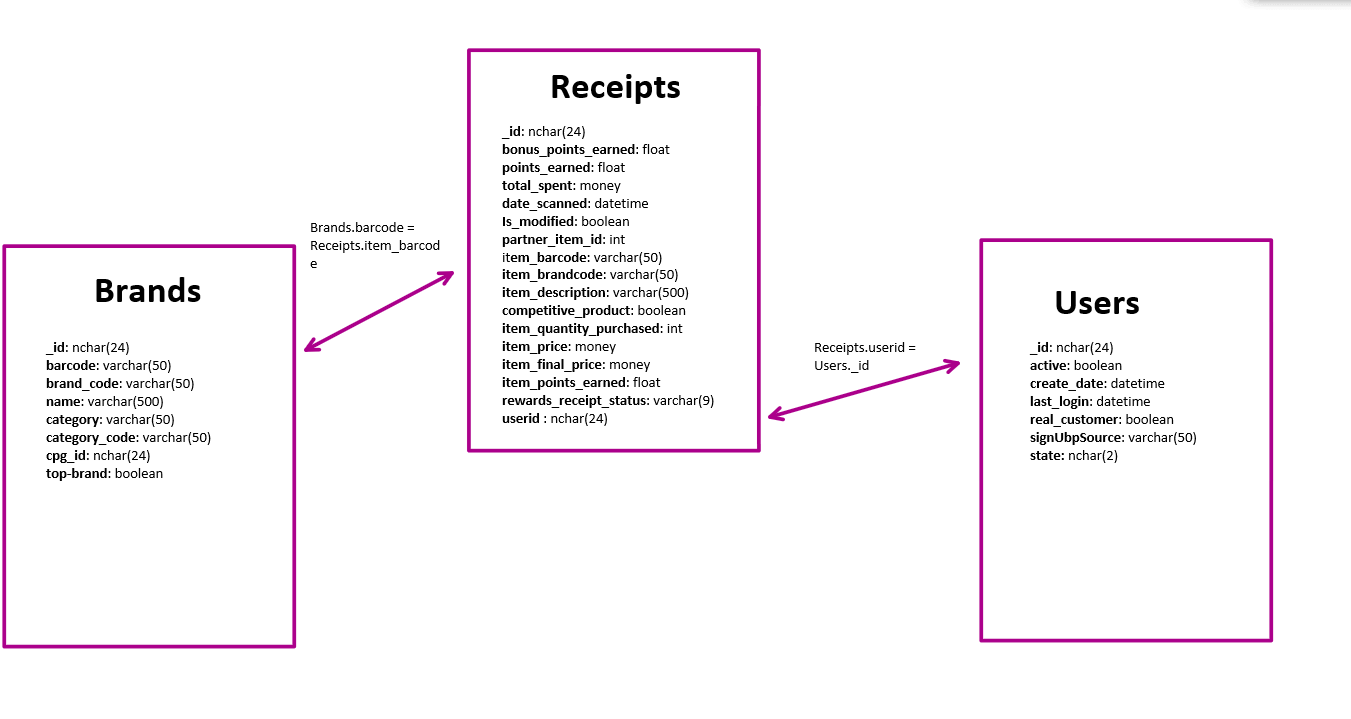 Receipts
_id: nchar(24)
bonus_points_earned: float
points_earned: float
total_spent: money
date_scanned: datetime
Is_modified: boolean
partner_item_id: int
item_barcode: varchar(50)
item_brandcode: varchar(50)
item_description: varchar(500)
competitive_product: boolean
item_quantity_purchased: int
item_price: money
item_final_price: money
item_points_earned: float
rewards_receipt_status: varchar(9)
userid : nchar(24)
Brands.barcode =
Receipts.item_barcod
e
Brands
_id: nchar(24)
barcode: varchar(50)
brand_code: varchar(50)
name: varchar(500)
category: varchar(50)
category_code: varchar(50)
cpg_id: nchar(24)
top-brand: boolean
Receipts.userid =
Users._id
Users
_id: nchar(24)
active: boolean
create_date: datetime
last_login: datetime
real_customer: boolean
signUbpSource: varchar(50)
state: nchar(2)